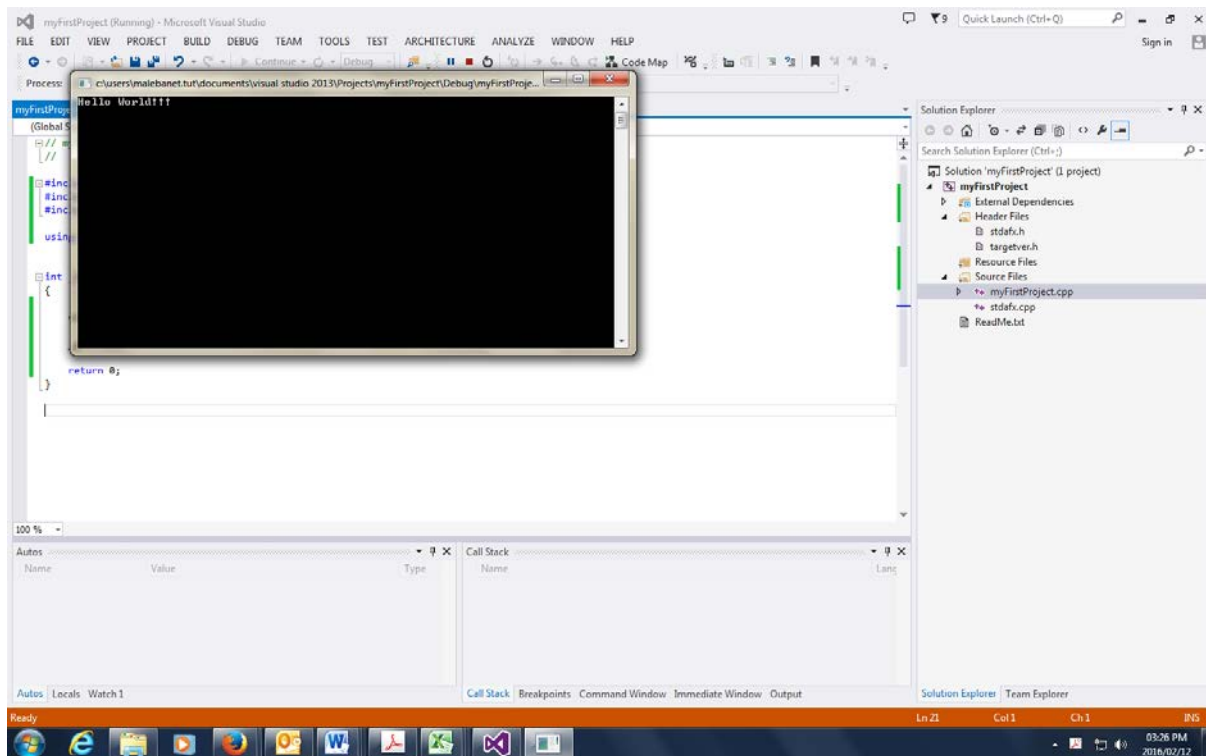 myFirstProject (Running) - Microsoft Visual Studio
9 Quick Launch (Ctrl+Q)
FILE EDIT VIEW PROJECT BUILD DEBUG TEAM TOOLS TEST ARCHITECTURE ANALYZE WINDOW HELP
Sign in
Continue Debug Code Map
Process:
c:\users\malebanet.tut\documents\visual studio 2013\Projects\myFirstProject\Debug\myFirstProje...
Hello World!!!
myFirstProje
(Global S
//
//
#inc
#inc
#inc
using
int
{
return 0;
}
100 %
Autos
Name Value Type
Autos Locals Watch 1
Call Stack
Name Lang
Call Stack Breakpoints Command Window Immediate Window Output
Solution Explorer
Search Solution Explorer (Ctrl+;)
Solution 'myFirstProject' (1 project)
myFirstProject
External Dependencies
Header Files
stdafx.h
targetver.h
Resource Files
Source Files
myFirstProject.cpp
stdafx.cpp
ReadMe.txt
Solution Explorer Team Explorer
Ready
Ln 21 Col 1 Ch 1 INS
03:26 PM
2016/02/12